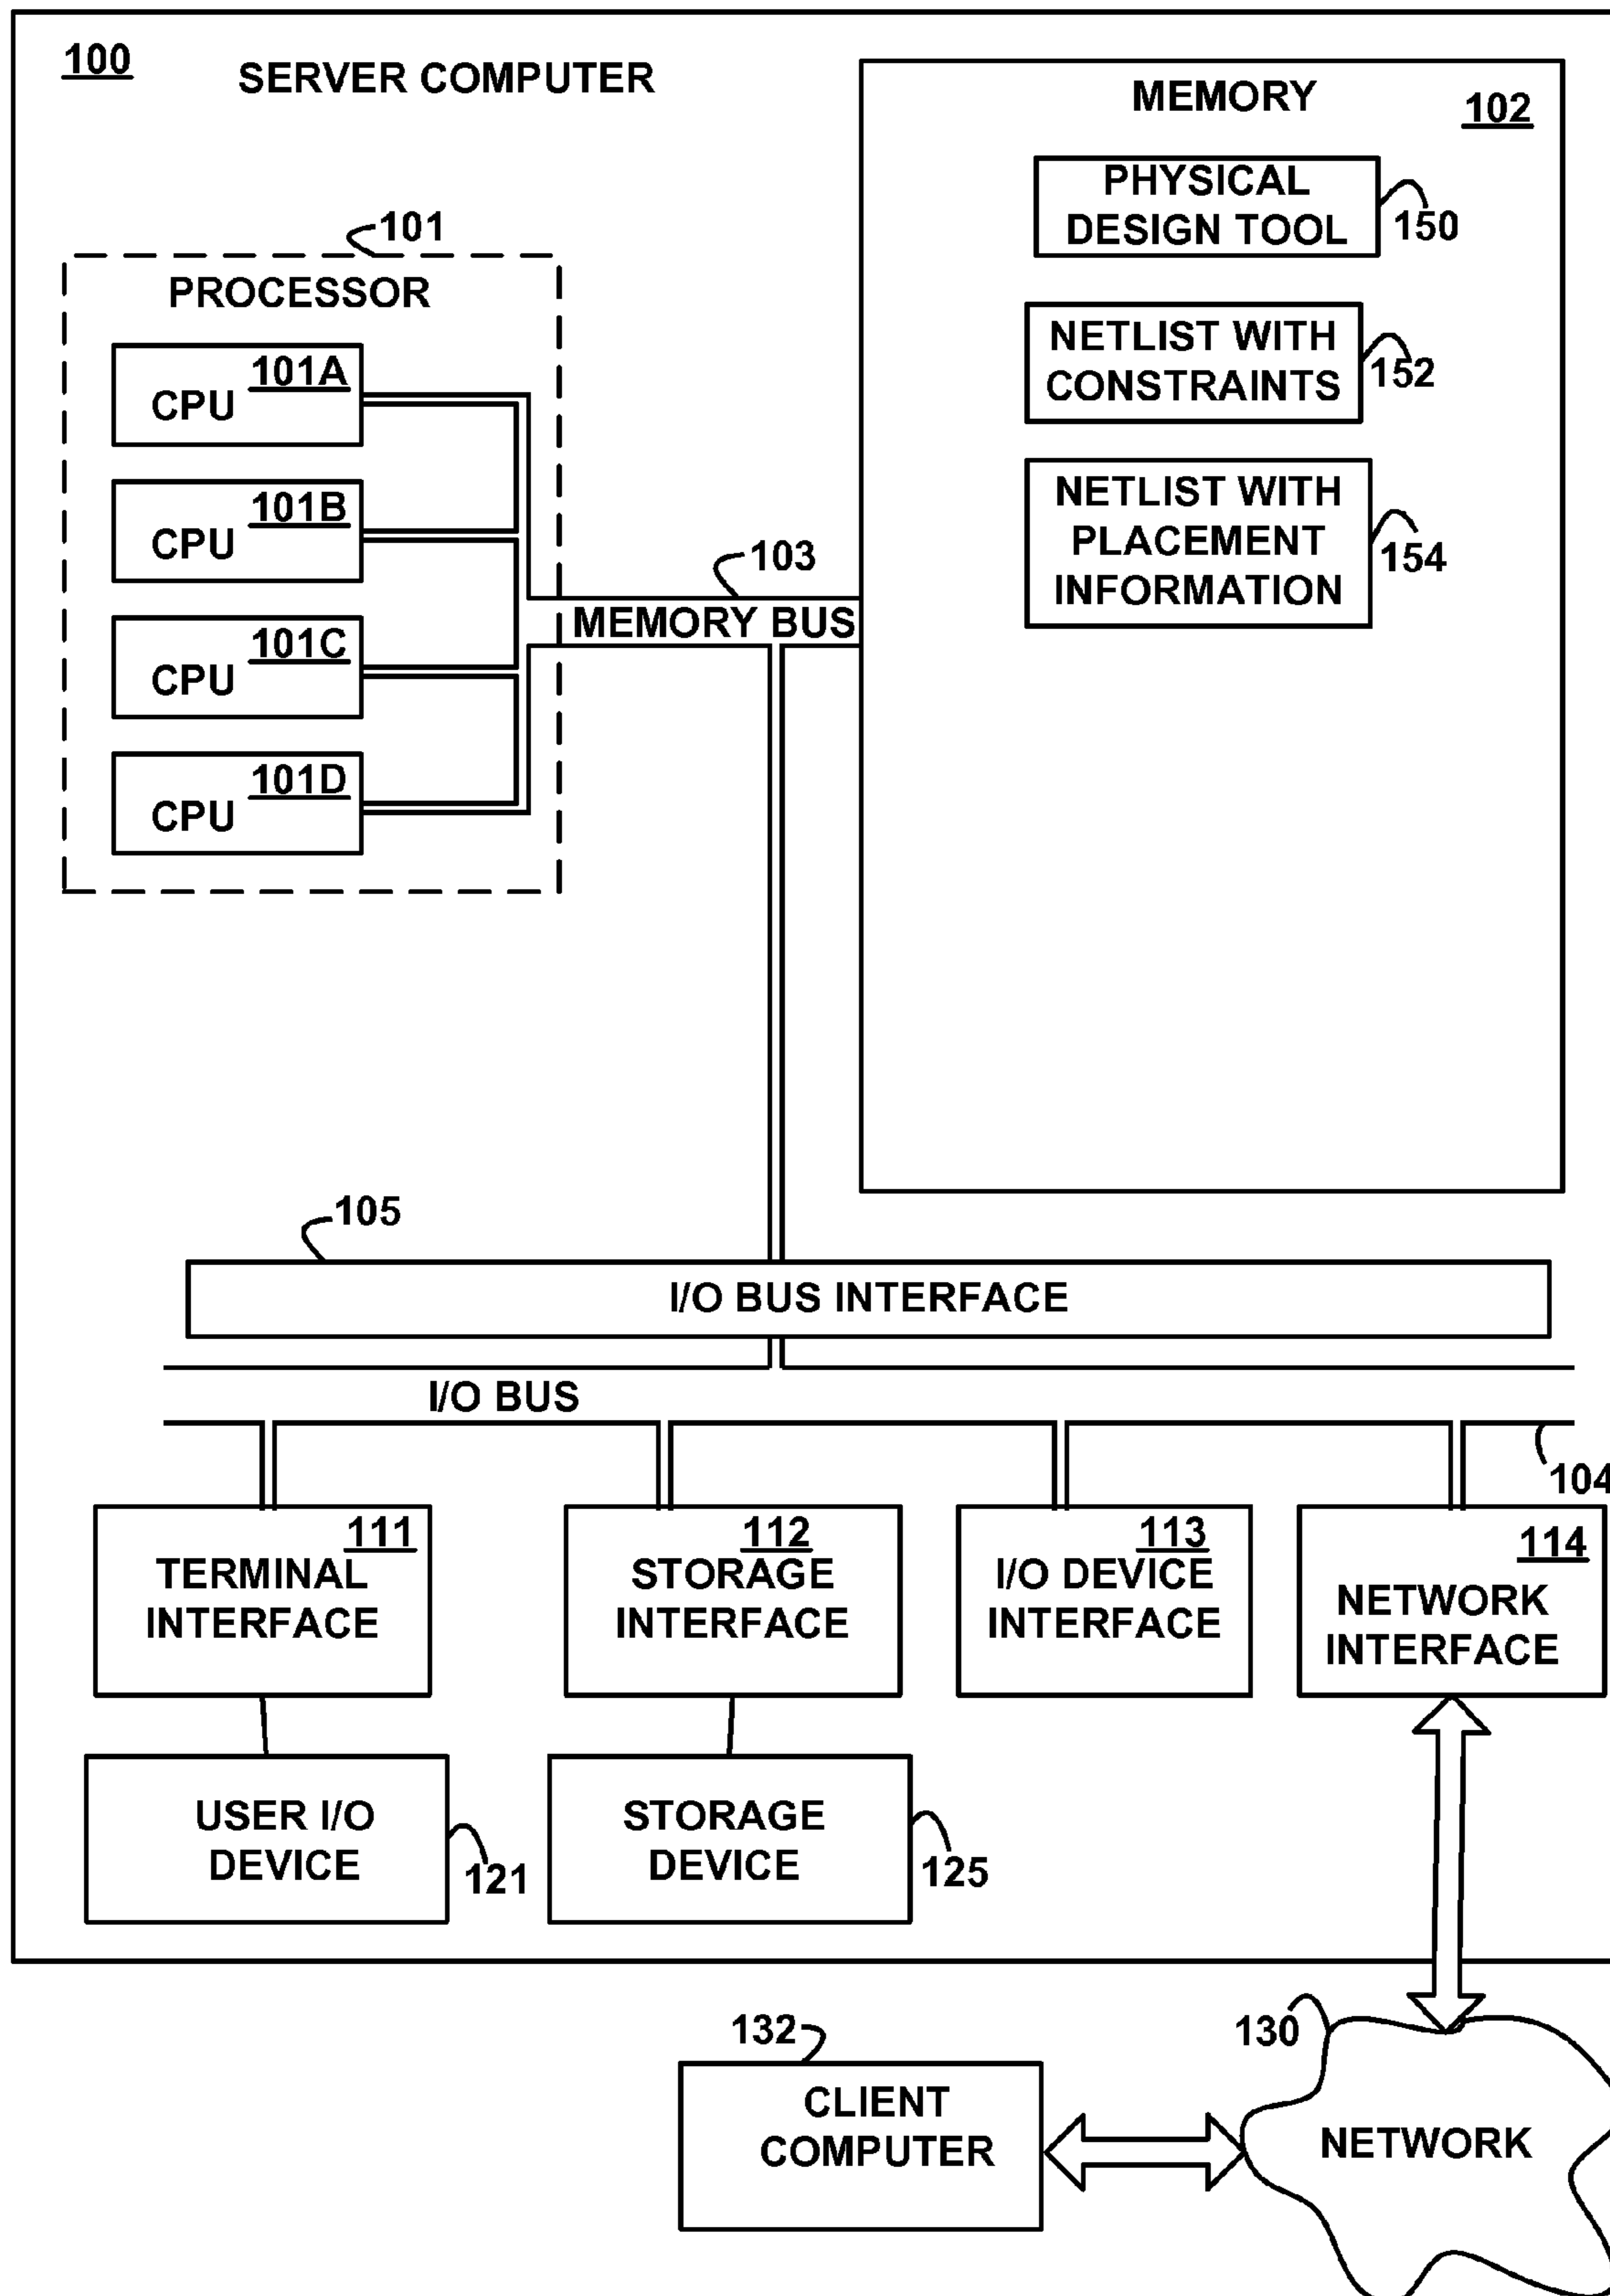 100
SERVER COMPUTER
MEMORY
102
PHYSICAL
DESIGN TOOL
150
NETLIST WITH
CONSTRAINTS
152
NETLIST WITH
PLACEMENT
INFORMATION
154
101
PROCESSOR
101A
CPU
101B
CPU
101C
CPU
101D
CPU
103
MEMORY BUS
105
I/O BUS INTERFACE
I/O BUS
104
111
TERMINAL
INTERFACE
112
STORAGE
INTERFACE
113
I/O DEVICE
INTERFACE
114
NETWORK
INTERFACE
USER I/O
DEVICE
121
STORAGE
DEVICE
125
132
CLIENT
COMPUTER
130
NETWORK